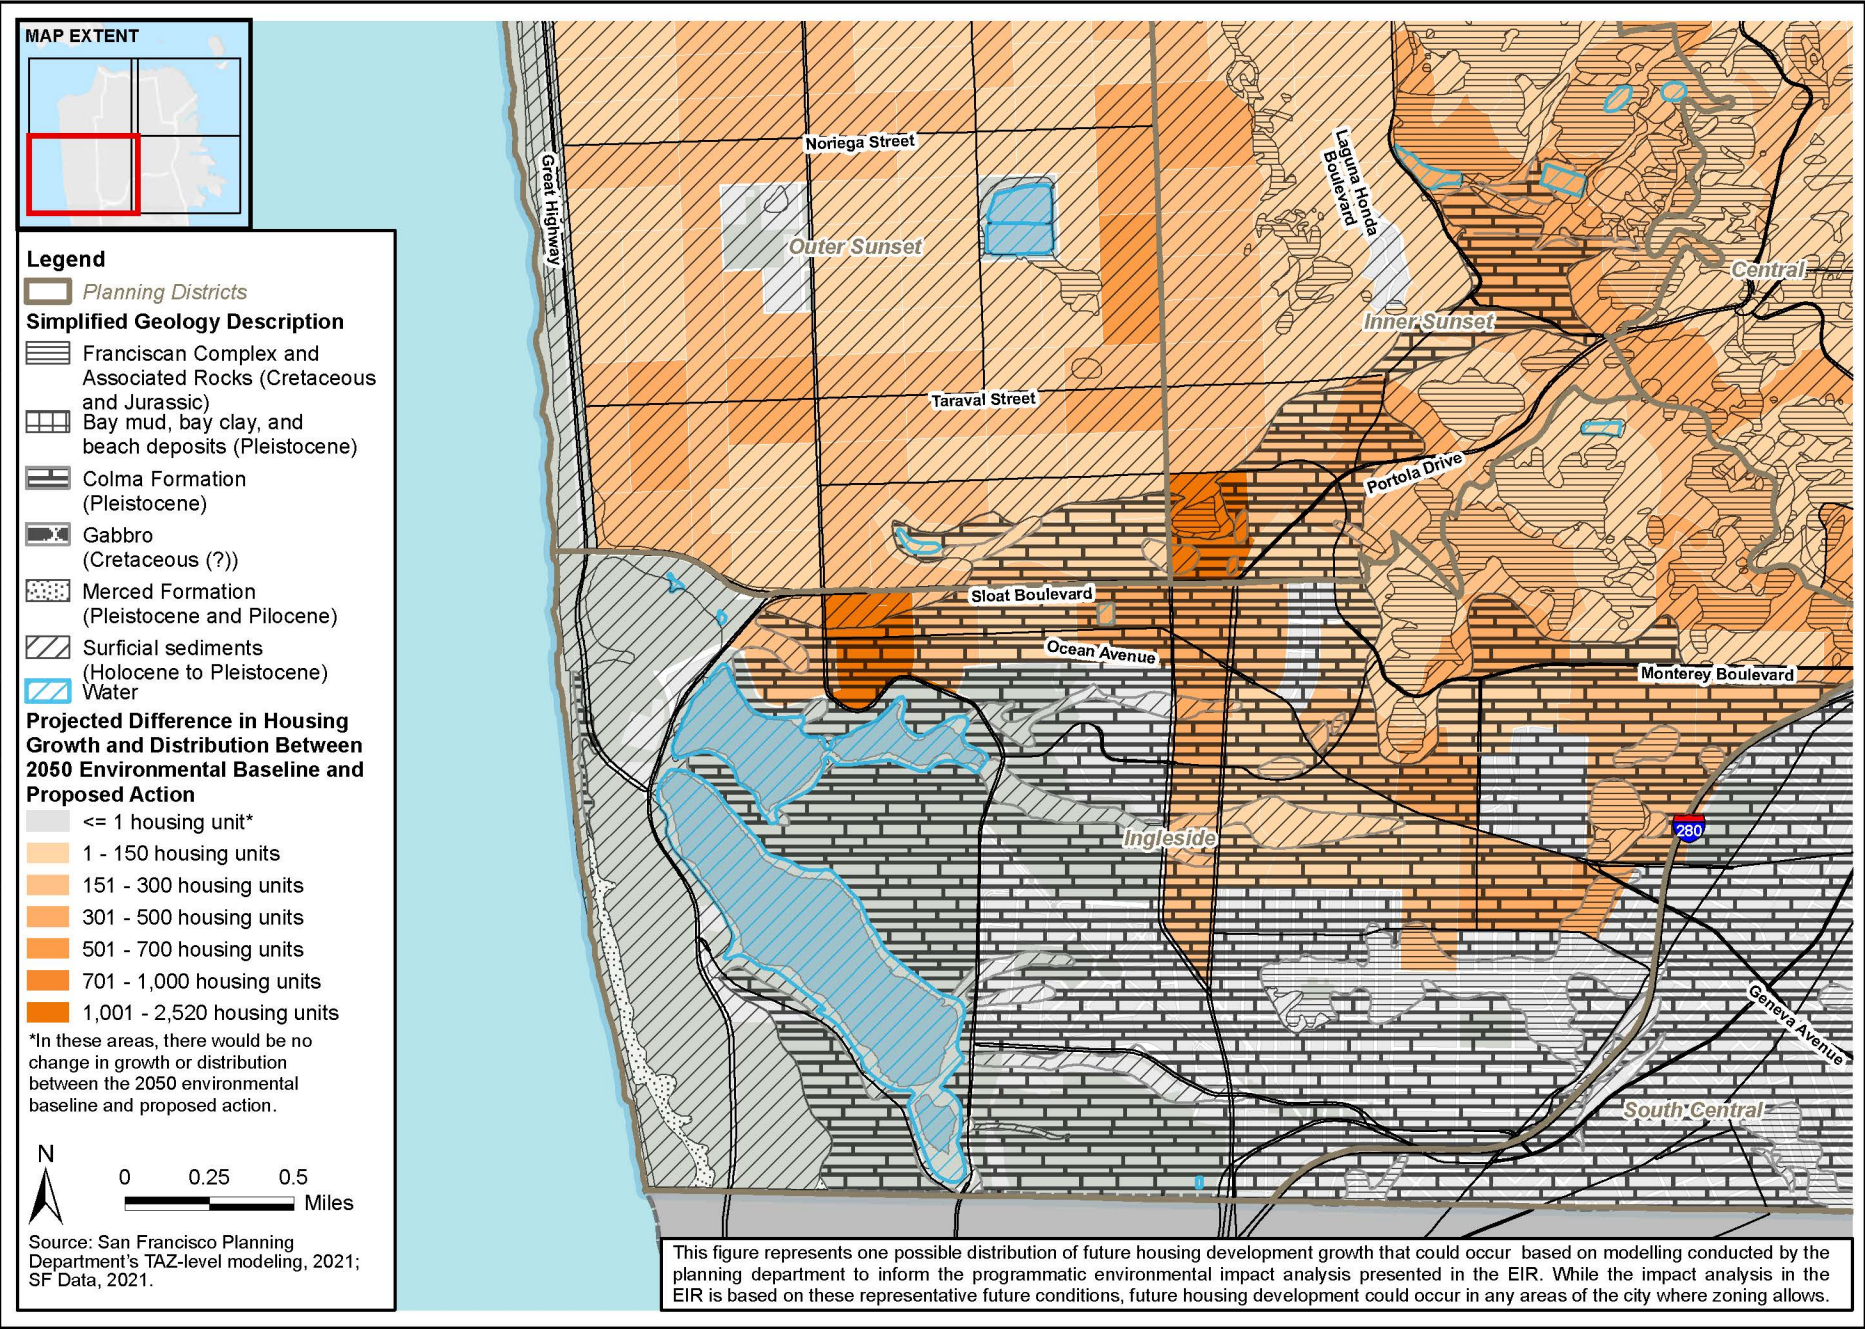 MAP EXTENT
Legend
Planning Districts
Simplified Geology Description
Franciscan Complex and
Associated Rocks (Cretaceous
and Jurassic)
Bay mud, bay clay, and
beach deposits (Pleistocene)
Colma Formation
(Pleistocene)
Gabbro
(Cretaceous (?))
Merced Formation
(Pleistocene and Pilocene)
Surficial sediments
(Holocene to Pleistocene)
Water
Projected Difference in Housing
Growth and Distribution Between
2050 Environmental Baseline and
Proposed Action
<= 1 housing unit*
1 - 150 housing units
151 - 300 housing units
301 - 500 housing units
501 - 700 housing units
701 - 1,000 housing units
1,001 - 2,520 housing units
*In these areas, there would be no
change in growth or distribution
between the 2050 environmental
baseline and proposed action.
N
0 0.25 0.5
Miles
Source: San Francisco Planning
Department's TAZ-level modeling, 2021;
SF Data, 2021.
Great Highway
Noriega Street
Laguna Honda
Boulevard
Outer Sunset
Central
Inner Sunset
Taraval Street
Portola Drive
Sloat Boulevard
Ocean Avenue
Monterey Boulevard
Ingleside
280
Geneva Avenue
South Central
This figure represents one possible distribution of future housing development growth that could occur based on modelling conducted by the
planning department to inform the programmatic environmental impact analysis presented in the EIR. While the impact analysis in the
EIR is based on these representative future conditions, future housing development could occur in any areas of the city where zoning allows.